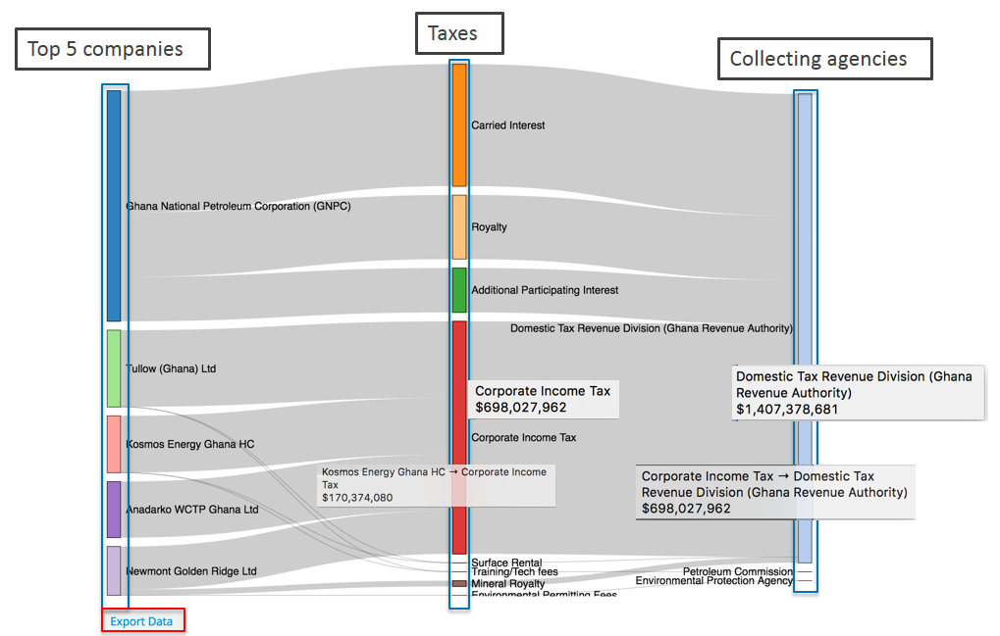 Top 5 companies
Taxes
Collecting agencies
Carried Interest
Ghana National Petroleum Corporation (GNPC)
Royalty
Additional Participating Interest
Domestic Tax Revenue Division (Ghana Revenue Authority)
Tullow (Ghana) Ltd
Corporate Income Tax
$698,027,962
Domestic Tax Revenue Division (Ghana
Revenue Authority)
$1,407,378,681
Corporate Income Tax
Kosmos Energy Ghana HC
Kosmos Energy Ghana HC → Corporate Income
Tax
$170,374,080
Corporate Income Tax → Domestic Tax
Revenue Division (Ghana Revenue Authority)
$698,027,962
Anadarko WCTP Ghana Ltd
Newmont Golden Ridge Ltd
Surface Rental
Training/Tech fees
Mineral Royalty
Environmental Permitting Fees
Petroleum Commission
Environmental Protection Agency
Export Data